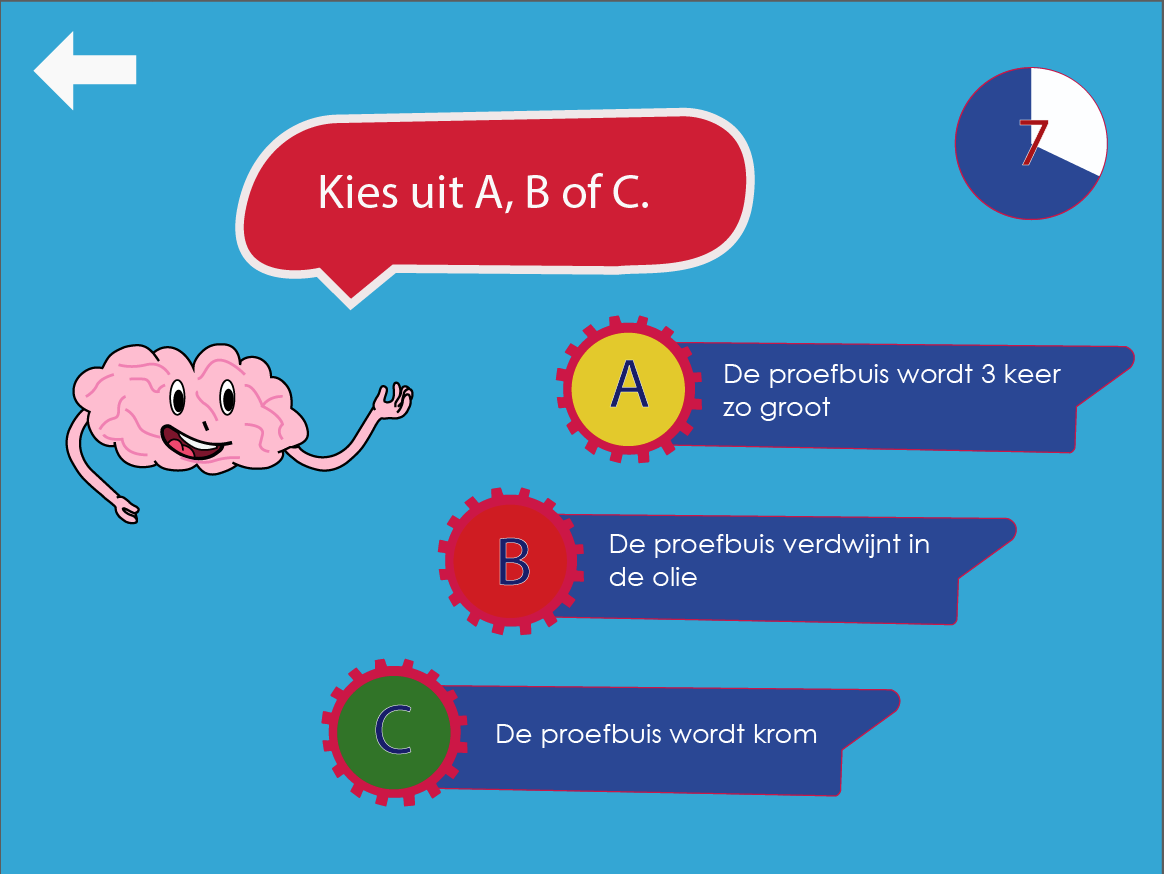 7
Kies uit A, B of C.
A
De proefbuis wordt 3 keer
zo groot
B
De proefbuis verdwijnt in
de olie
C
De proefbuis wordt krom